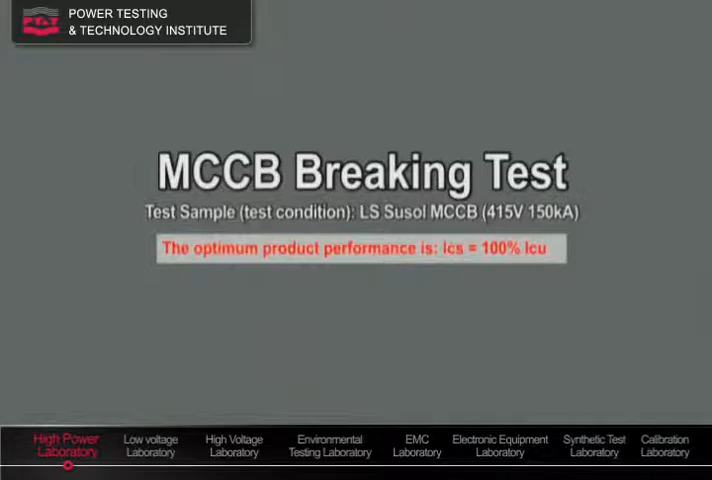 PT&T
POWER TESTING
& TECHNOLOGY INSTITUTE
MCCB Breaking Test
Test Sample (test condition): LS Susol MCCB (415V 150kA)
The optimum product performance is: Ics = 100% Icu
High Power Laboratory
Low voltage Laboratory
High Voltage Laboratory
Environmental Testing Laboratory
EMC Laboratory
Electronic Equipment Laboratory
Synthetic Test Laboratory
Calibration Laboratory